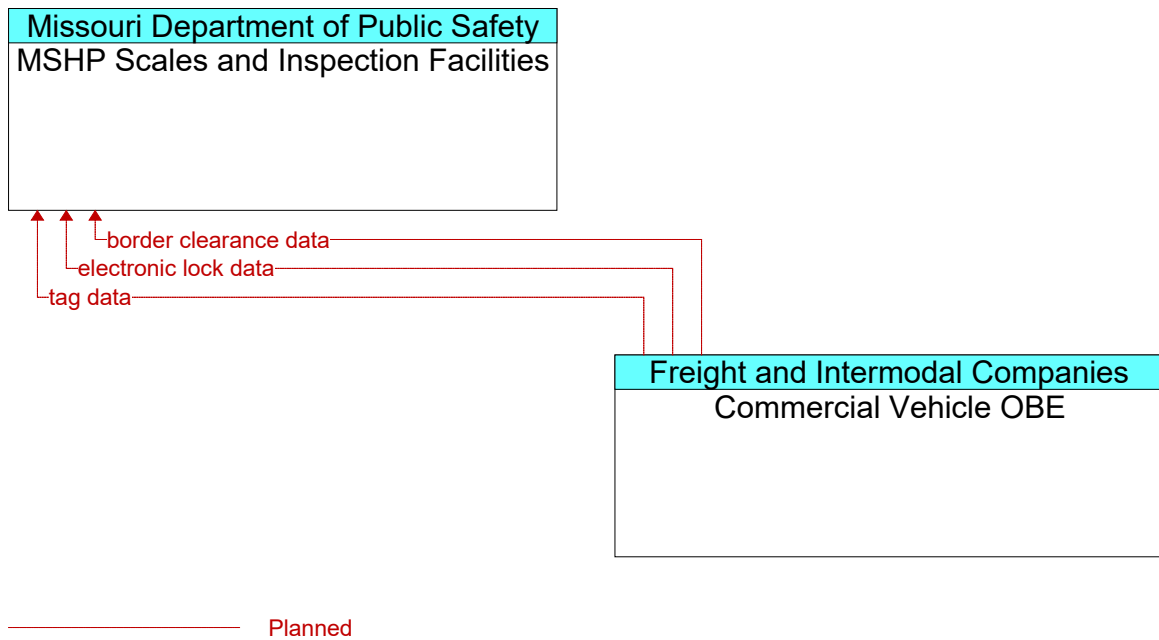 Missouri Department of Public Safety
MSHP Scales and Inspection Facilities
border clearance data
electronic lock data
tag data
Freight and Intermodal Companies
Commercial Vehicle OBE
Planned